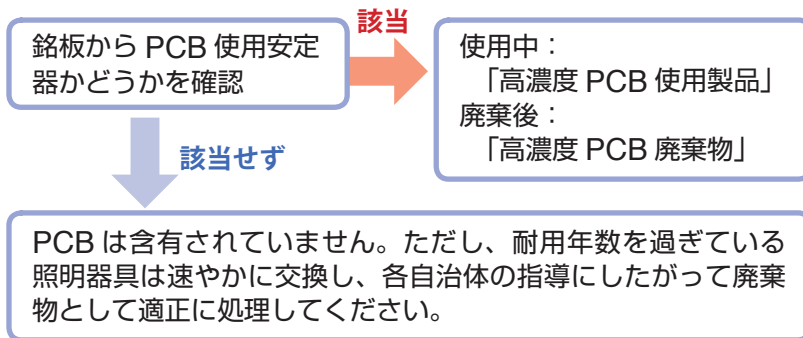 銘板から PCB 使用安定
器かどうかを確認
該当
使用中：
「高濃度 PCB 使用製品」
廃棄後：
「高濃度 PCB 廃棄物」
該当せず
PCB は含有されていません。ただし、耐用年数を過ぎている
照明器具は速やかに交換し、各自治体の指導にしたがって廃棄
物として適正に処理してください。